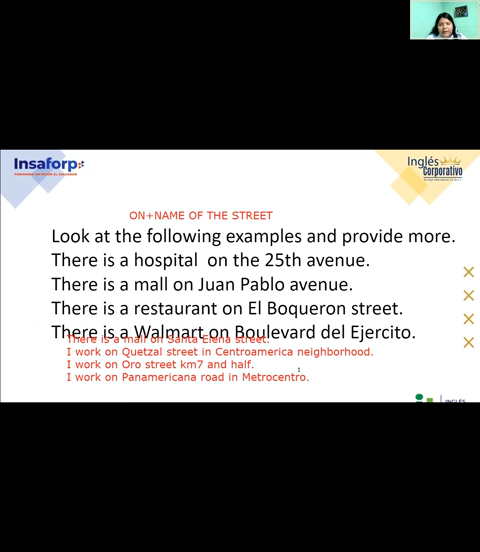 Insaforp
Inglés
Corporativo
ON+NAME OF THE STREET
Look at the following examples and provide more.
There is a hospital on the 25th avenue.
There is a mall on Juan Pablo avenue.
There is a restaurant on El Boqueron street.
There is a Walmart on Boulevard del Ejercito.
There is a mall on Santa Elena street.
I work on Quetzal street in Centroamerica neighborhood.
I work on Oro street km7 and half.
I work on Panamericana road in Metrocentro.
INGLÉS